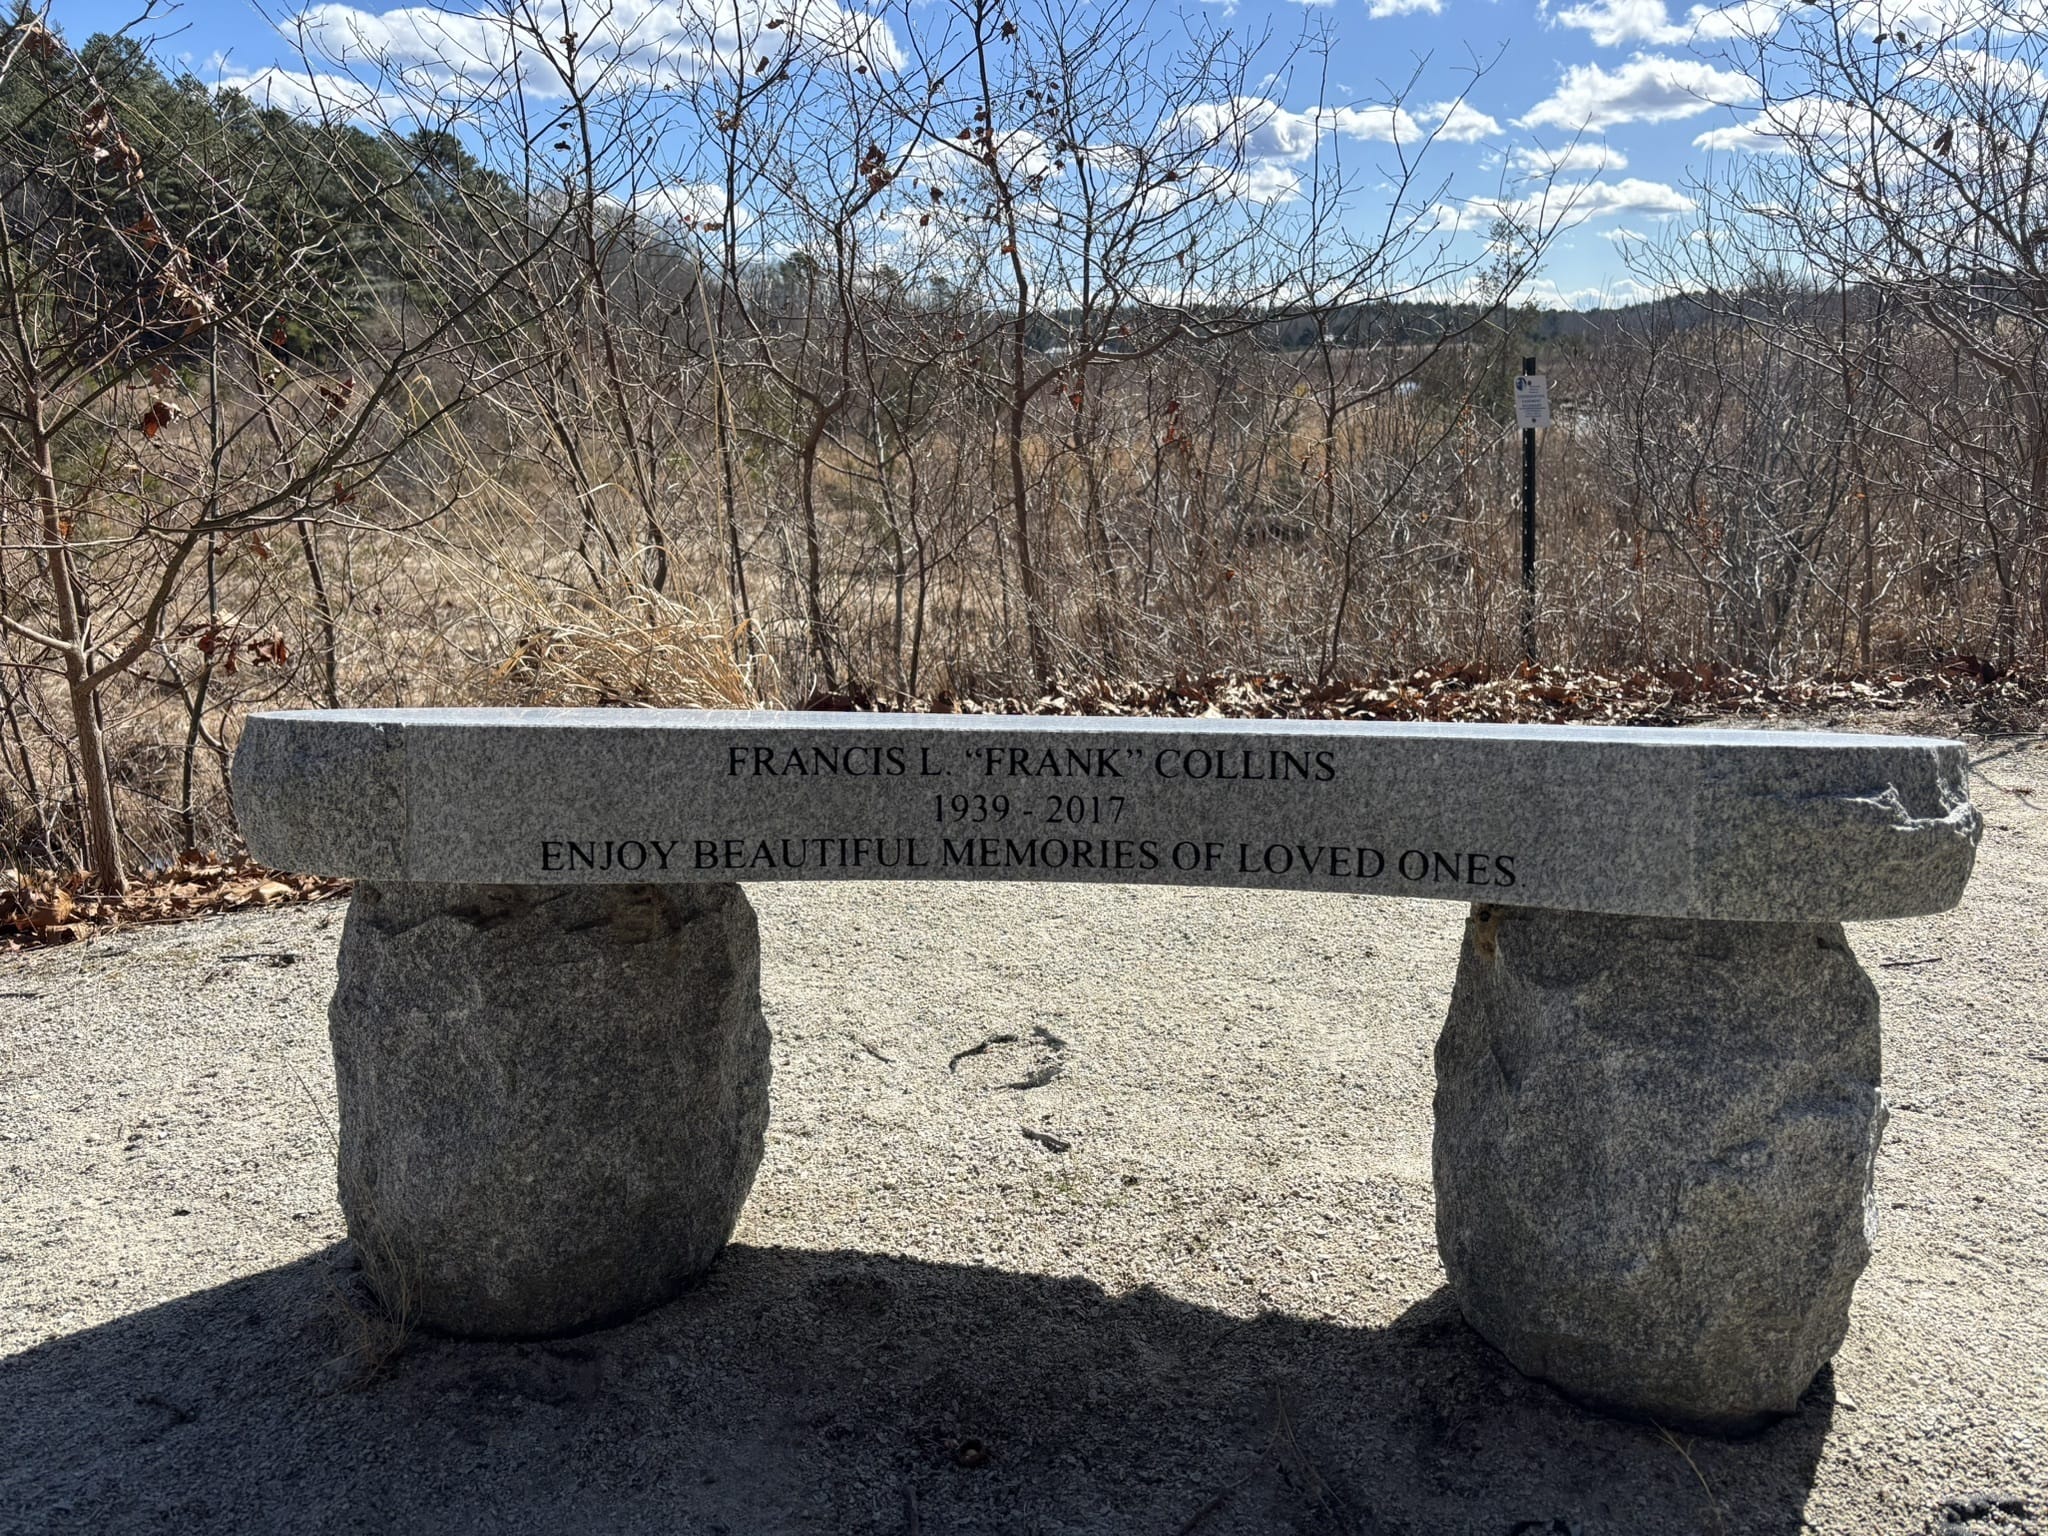 FRANCIS L. “FRANK” COLLINS
1939 - 2017
ENJOY BEAUTIFUL MEMORIES OF LOVED ONES.